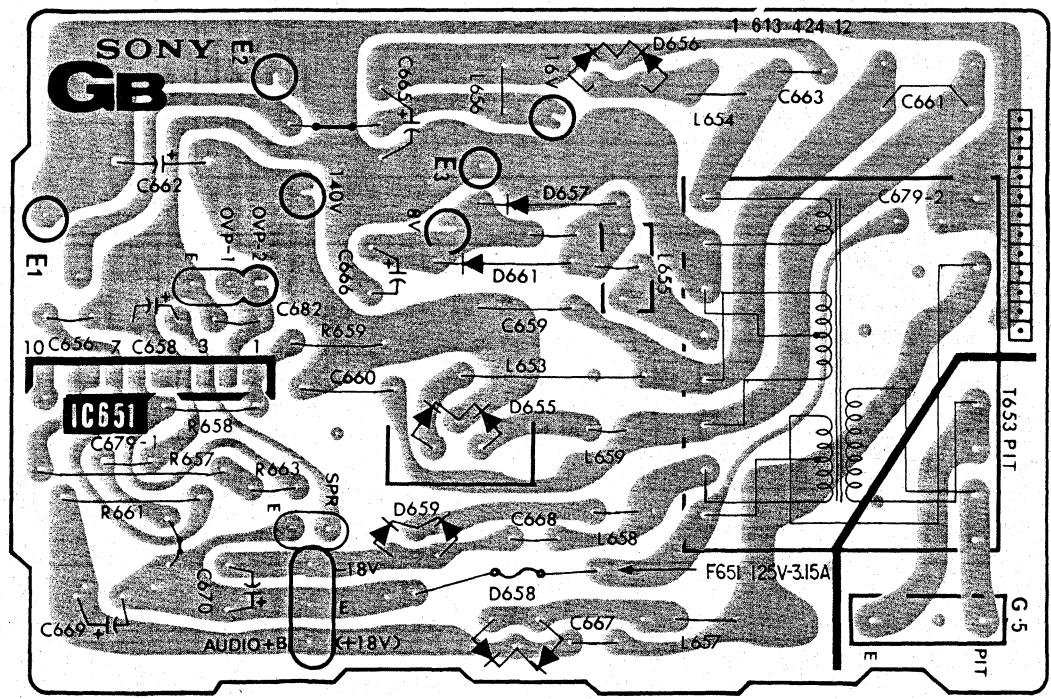 SONY
GB
E2
1-613-424-12
D656
C665
L656
16V
L654
C663
C661
C662
140V
E3
D657
C679-2
OVP-1
OVP-2
8V
E1
E
D661
C666
L655
C682
C659
R659
10
C656
7
C658
3
1
L653
C660
IC651
R658
D655
T653 PIT
C679-1
R657
R663
L659
SPR
R661
E
D659
C668
L658
-18V
F651 125V-3.15A
C670
E
D658
G-5
C669
AUDIO+B
(+18V)
C667
L657
E
PIT